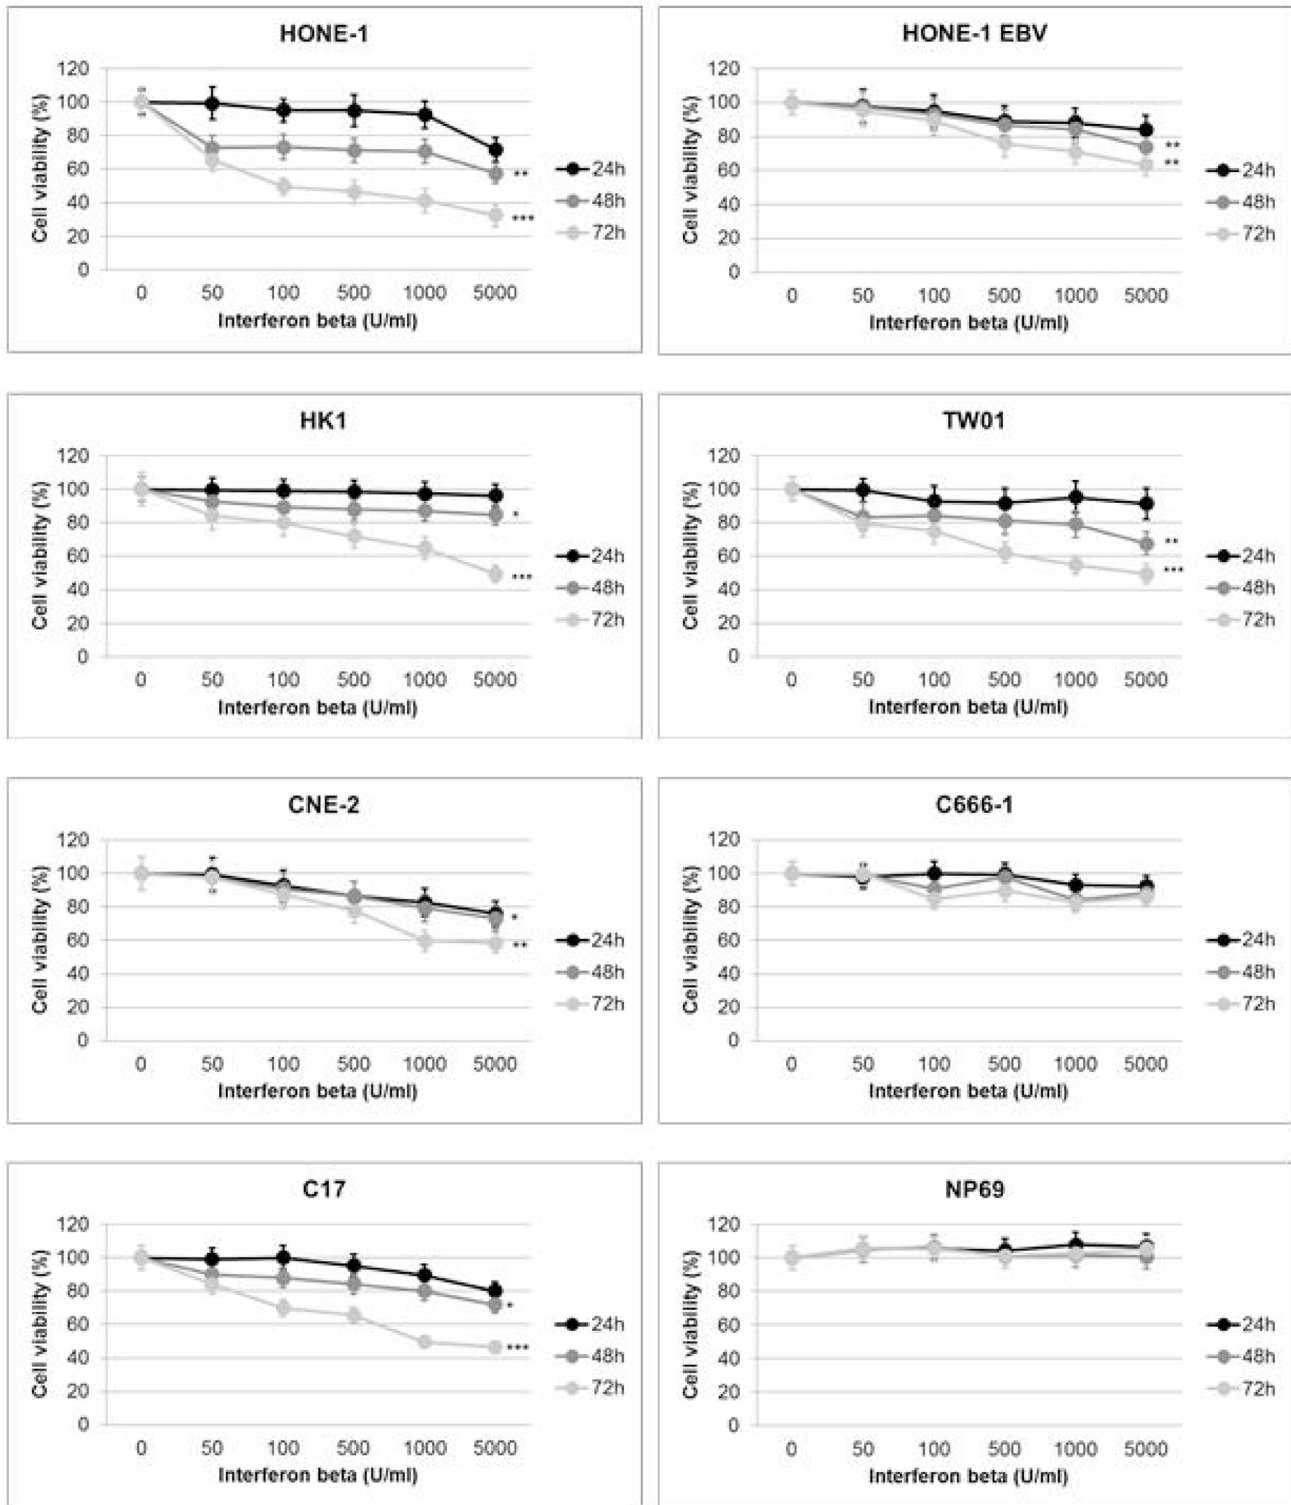 HONE-1
120
100
80
60
40
20
0
Cell viability (%)
**
***
24h
48h
72h
0 50 100 500 1000 5000
Interferon beta (U/ml)
HONE-1 EBV
120
100
80
60
40
20
0
Cell viability (%)
**
**
24h
48h
72h
0 50 100 500 1000 5000
Interferon beta (U/ml)
HK1
120
100
80
60
40
20
0
Cell viability (%)
*
***
24h
48h
72h
0 50 100 500 1000 5000
Interferon beta (U/ml)
TW01
120
100
80
60
40
20
0
Cell viability (%)
**
***
24h
48h
72h
0 50 100 500 1000 5000
Interferon beta (U/ml)
CNE-2
120
100
80
60
40
20
0
Cell viability (%)
*
**
24h
48h
72h
0 50 100 500 1000 5000
Interferon beta (U/ml)
C666-1
120
100
80
60
40
20
0
Cell viability (%)
24h
48h
72h
0 50 100 500 1000 5000
Interferon beta (U/ml)
C17
120
100
80
60
40
20
0
Cell viability (%)
*
***
24h
48h
72h
0 50 100 500 1000 5000
Interferon beta (U/ml)
NP69
120
100
80
60
40
20
0
Cell viability (%)
24h
48h
72h
0 50 100 500 1000 5000
Interferon beta (U/ml)